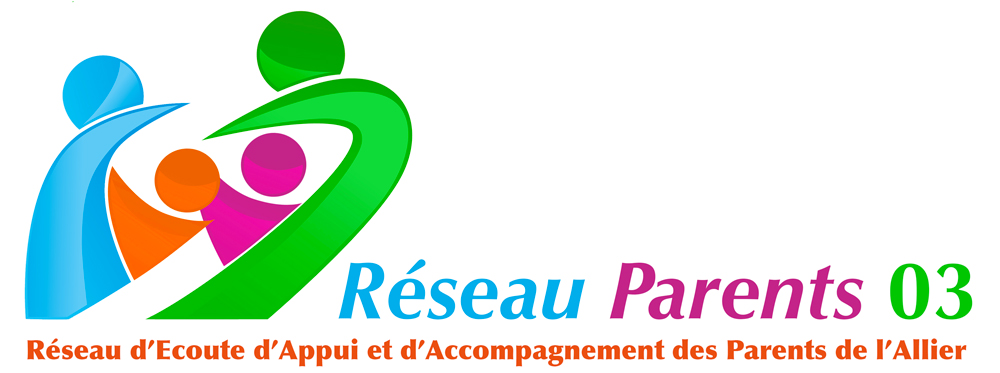 Réseau Parents 03
Réseau d’Ecoute d’Appui et d’Accompagnement des Parents de l’Allier